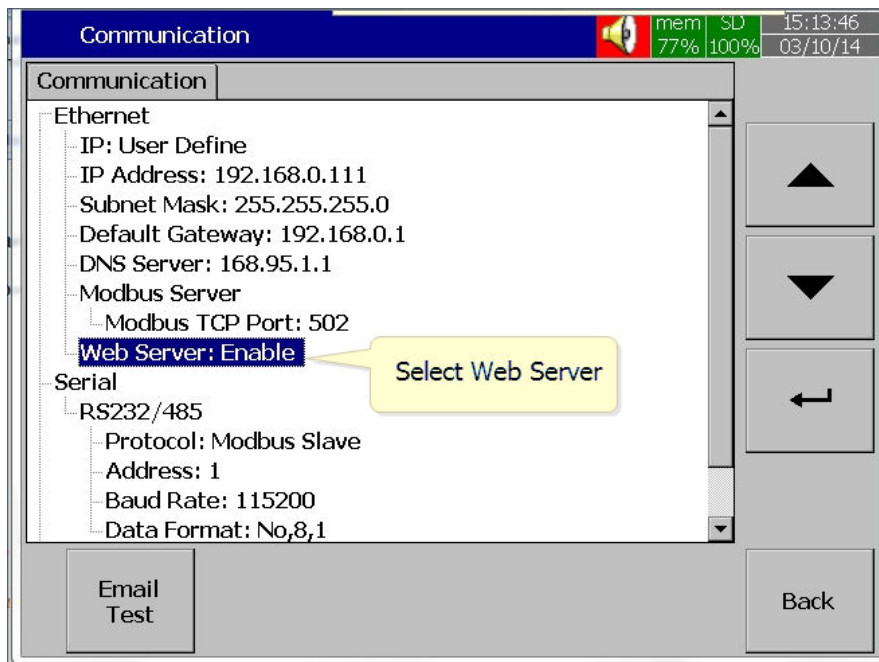 Communication
mem SD 15:13:46
77% 100% 03/10/14
Communication
Ethernet
IP: User Define
IP Address: 192.168.0.111
Subnet Mask: 255.255.255.0
Default Gateway: 192.168.0.1
DNS Server: 168.95.1.1
Modbus Server
Modbus TCP Port: 502
Web Server: Enable
Select Web Server
Serial
RS232/485
Protocol: Modbus Slave
Address: 1
Baud Rate: 115200
Data Format: No,8,1
Email
Test
Back